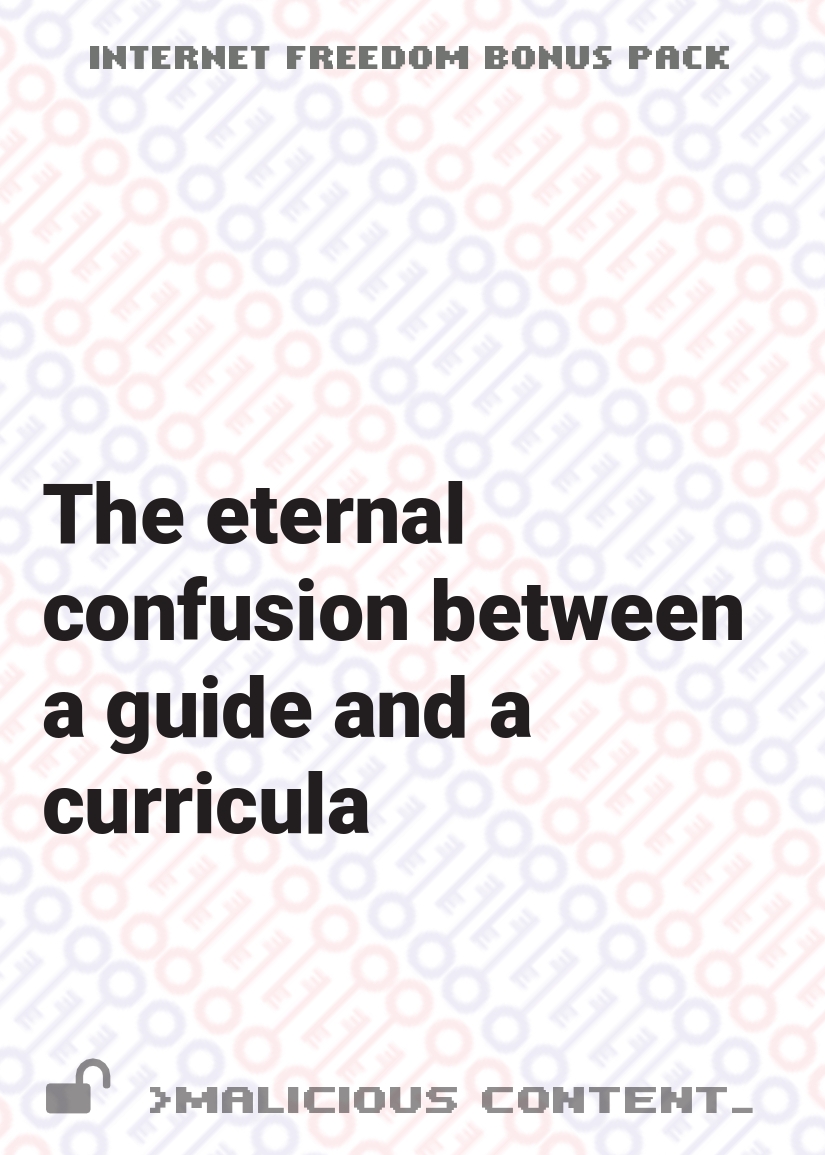 INTERNET FREEDOM BONUS PACK
The eternal
confusion between
a guide and a
curricula
>MALICIOUS CONTENT_